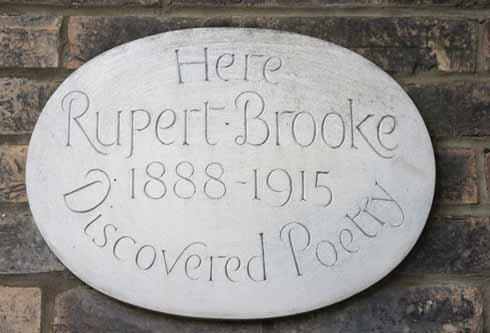 Here
Rupert·Brooke
1888-1915
Discovered Poetry